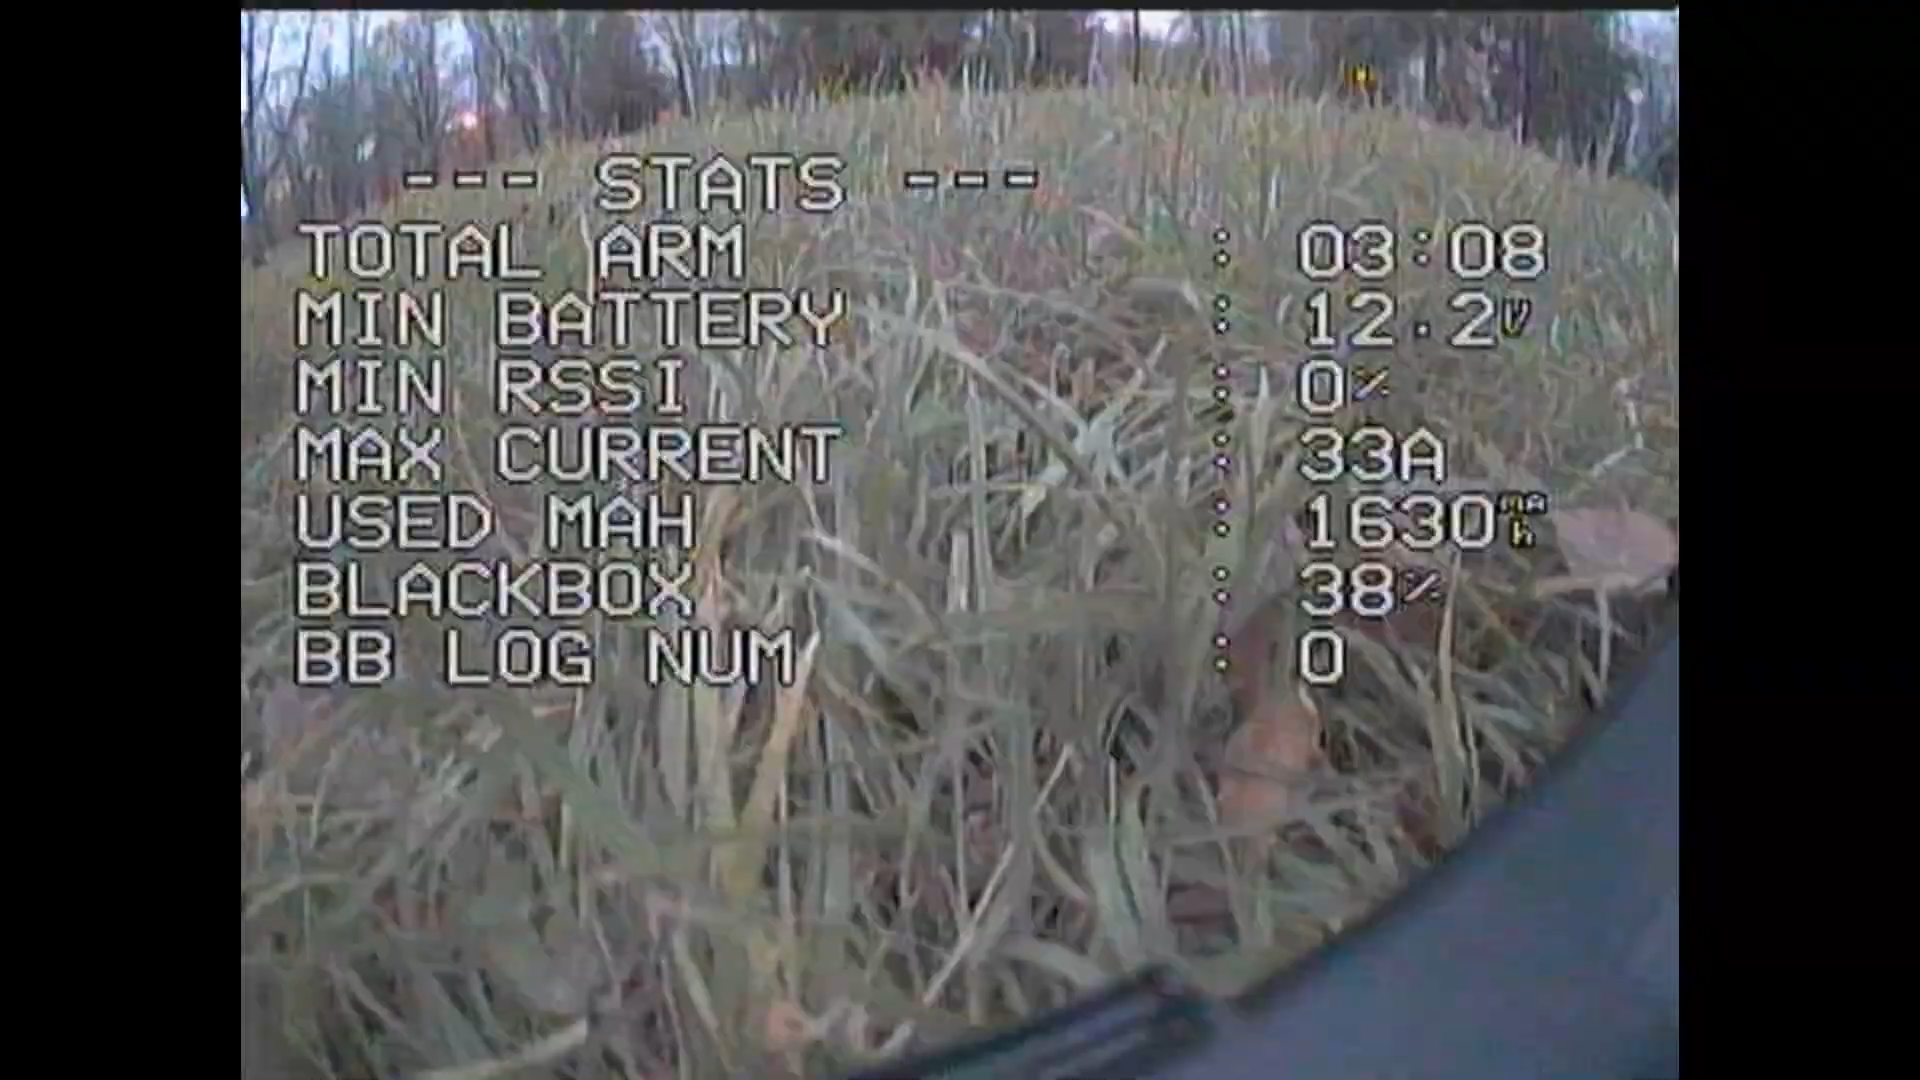 --- STATS ---
TOTAL ARM : 03:08
MIN BATTERY : 12.2V
MIN RSSI : 0%
MAX CURRENT : 33A
USED MAH : 1630mAh
BLACKBOX : 38%
BB LOG NUM : 0